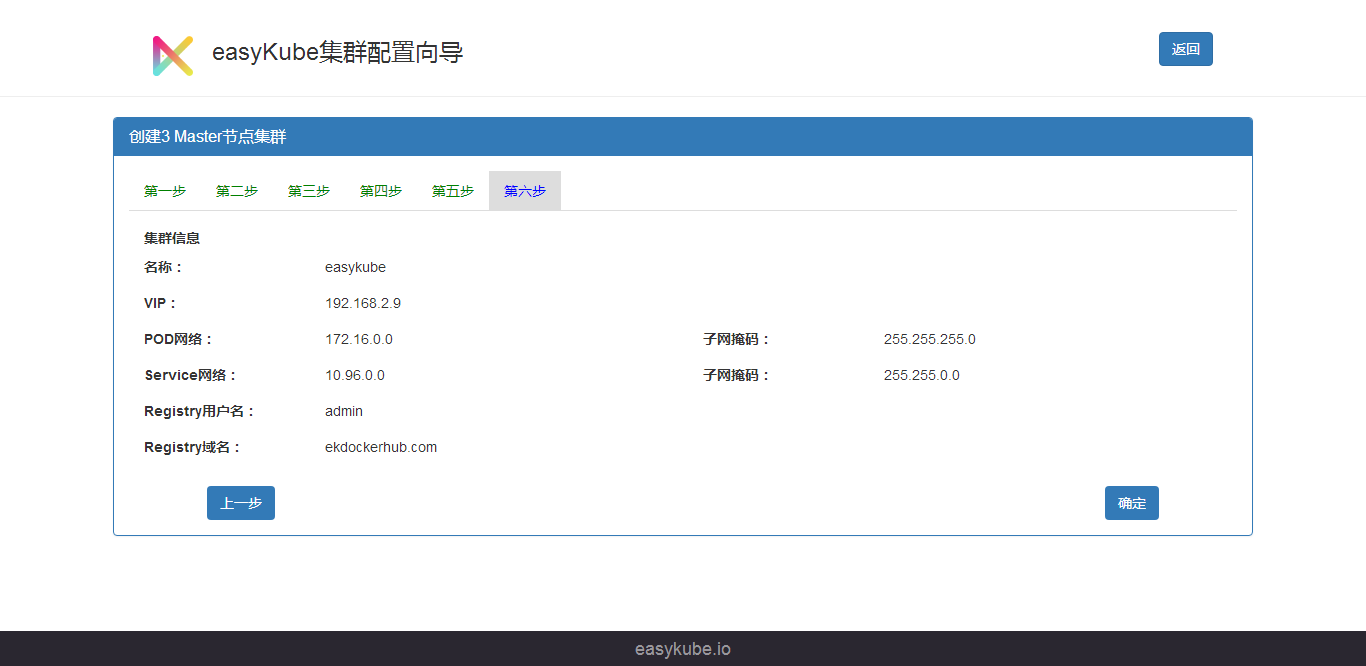 easyKube集群配置向导 返回
创建3 Master节点集群
第一步 第二步 第三步 第四步 第五步 第六步
集群信息
名称： easykube
VIP： 192.168.2.9
POD网络： 172.16.0.0 子网掩码： 255.255.255.0
Service网络： 10.96.0.0 子网掩码： 255.255.0.0
Registry用户名： admin
Registry域名： ekdockerhub.com
上一步 确定
easykube.io